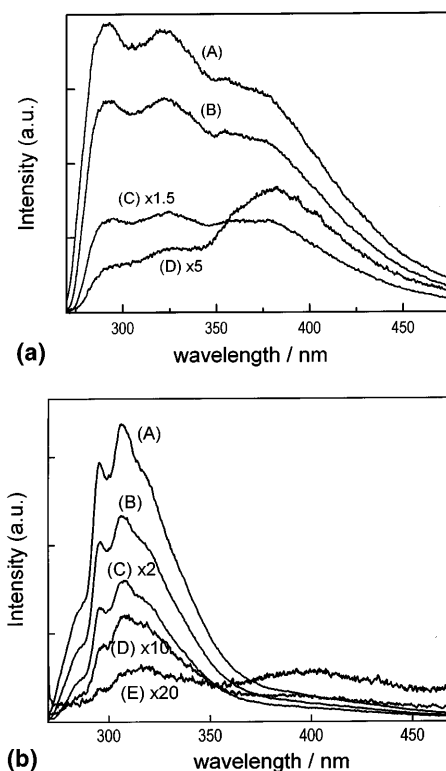 Intensity (a.u.)
(A)
(B)
(C) x1.5
(D) x5
300 350 400 450
(a)
wavelength / nm
Intensity (a.u.)
(A)
(B)
(C) x2
(D) x10
(E) x20
300 350 400 450
(b)
wavelength / nm